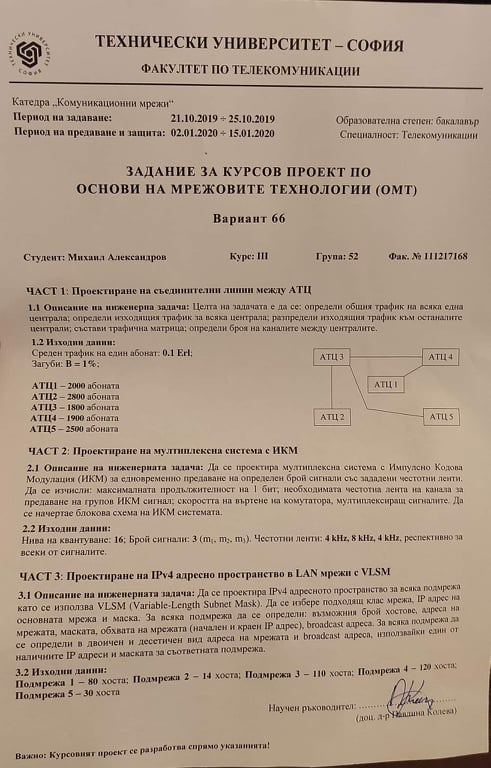 ТЕХНИЧЕСКИ УНИВЕРСИТЕТ – СОФИЯ
ФАКУЛТЕТ ПО ТЕЛЕКОМУНИКАЦИИ
Катедра „Комуникационни мрежи“
Период на задаване: 21.10.2019 ÷ 25.10.2019
Образователна степен: бакалавър
Период на предаване и защита: 02.01.2020 ÷ 15.01.2020
Специалност: Телекомуникации
ЗАДАНИЕ ЗА КУРСОВ ПРОЕКТ ПО
ОСНОВИ НА МРЕЖОВИТЕ ТЕХНОЛОГИИ (ОМТ)
Вариант 66
Студент: Михаил Александров Курс: III Група: 52 Фак. № 111217168
ЧАСТ 1: Проектиране на съединителни линии между АТЦ
1.1 Описание на инженерна задача: Целта на задачата е да се: определи общия трафик на всяка една
централа; определи изходящия трафик за всяка централа; разпредели изходящия трафик към останалите
централи; състави трафична матрица; определи броя на каналите между централите.
1.2 Изходни данни:
Среден трафик на един абонат: 0.1 Erl;
Загуби: B = 1%;
АТЦ1 – 2000 абоната
АТЦ2 – 2800 абоната
АТЦ3 – 1800 абоната
АТЦ4 – 1900 абоната
АТЦ5 – 2500 абоната
АТЦ 3
АТЦ 4
АТЦ 1
АТЦ 2
АТЦ 5
ЧАСТ 2: Проектиране на мултиплексна система с ИКМ
2.1 Описание на инженерната задача: Да се проектира мултиплексна система с Импулсно Кодова
Модулация (ИКМ) за едновременно предаване на определен брой сигнали със зададени честотни ленти.
Да се изчисли: максималната продължителност на 1 бит; необходимата честотна лента на канала за
предаване на групов ИКМ сигнал; скоростта на въртене на комутатора, мултиплексиращ сигналите. Да
се начертае блокова схема на ИКМ системата.
2.2 Изходни данни:
Нива на квантуване: 16; Брой сигнали: 3 (m₁, m₂, m₃). Честотни ленти: 4 kHz, 8 kHz, 4 kHz, респективно за
всеки от сигналите.
ЧАСТ 3: Проектиране на IPv4 адресно пространство в LAN мрежи с VLSM
3.1 Описание на инженерната задача: Да се проектира IPv4 адресното пространство за всяка подмрежа
като се използва VLSM (Variable-Length Subnet Mask). Да се избере подходящ клас мрежа, IP адрес на
основната мрежа и маска. За всяка подмрежа да се определи: възможния брой хостове, адреса на
мрежата, маската, обхвата на мрежата (начален и краен IP адрес), broadcast адреса. За всяка подмрежа да
се определи в двоичен и десетичен вид адреса на мрежата и broadcast адреса, използвайки един от
наличните IP адреси и маската за съответната подмрежа.
3.2 Изходни данни:
Подмрежа 1 – 80 хоста; Подмрежа 2 – 14 хоста; Подмрежа 3 – 110 хоста; Подмрежа 4 – 120 хоста;
Подмрежа 5 – 30 хоста
Научен ръководител:
(доц. д-р Павлина Колева)
Важно: Курсовият проект се разработва спрямо указанията!